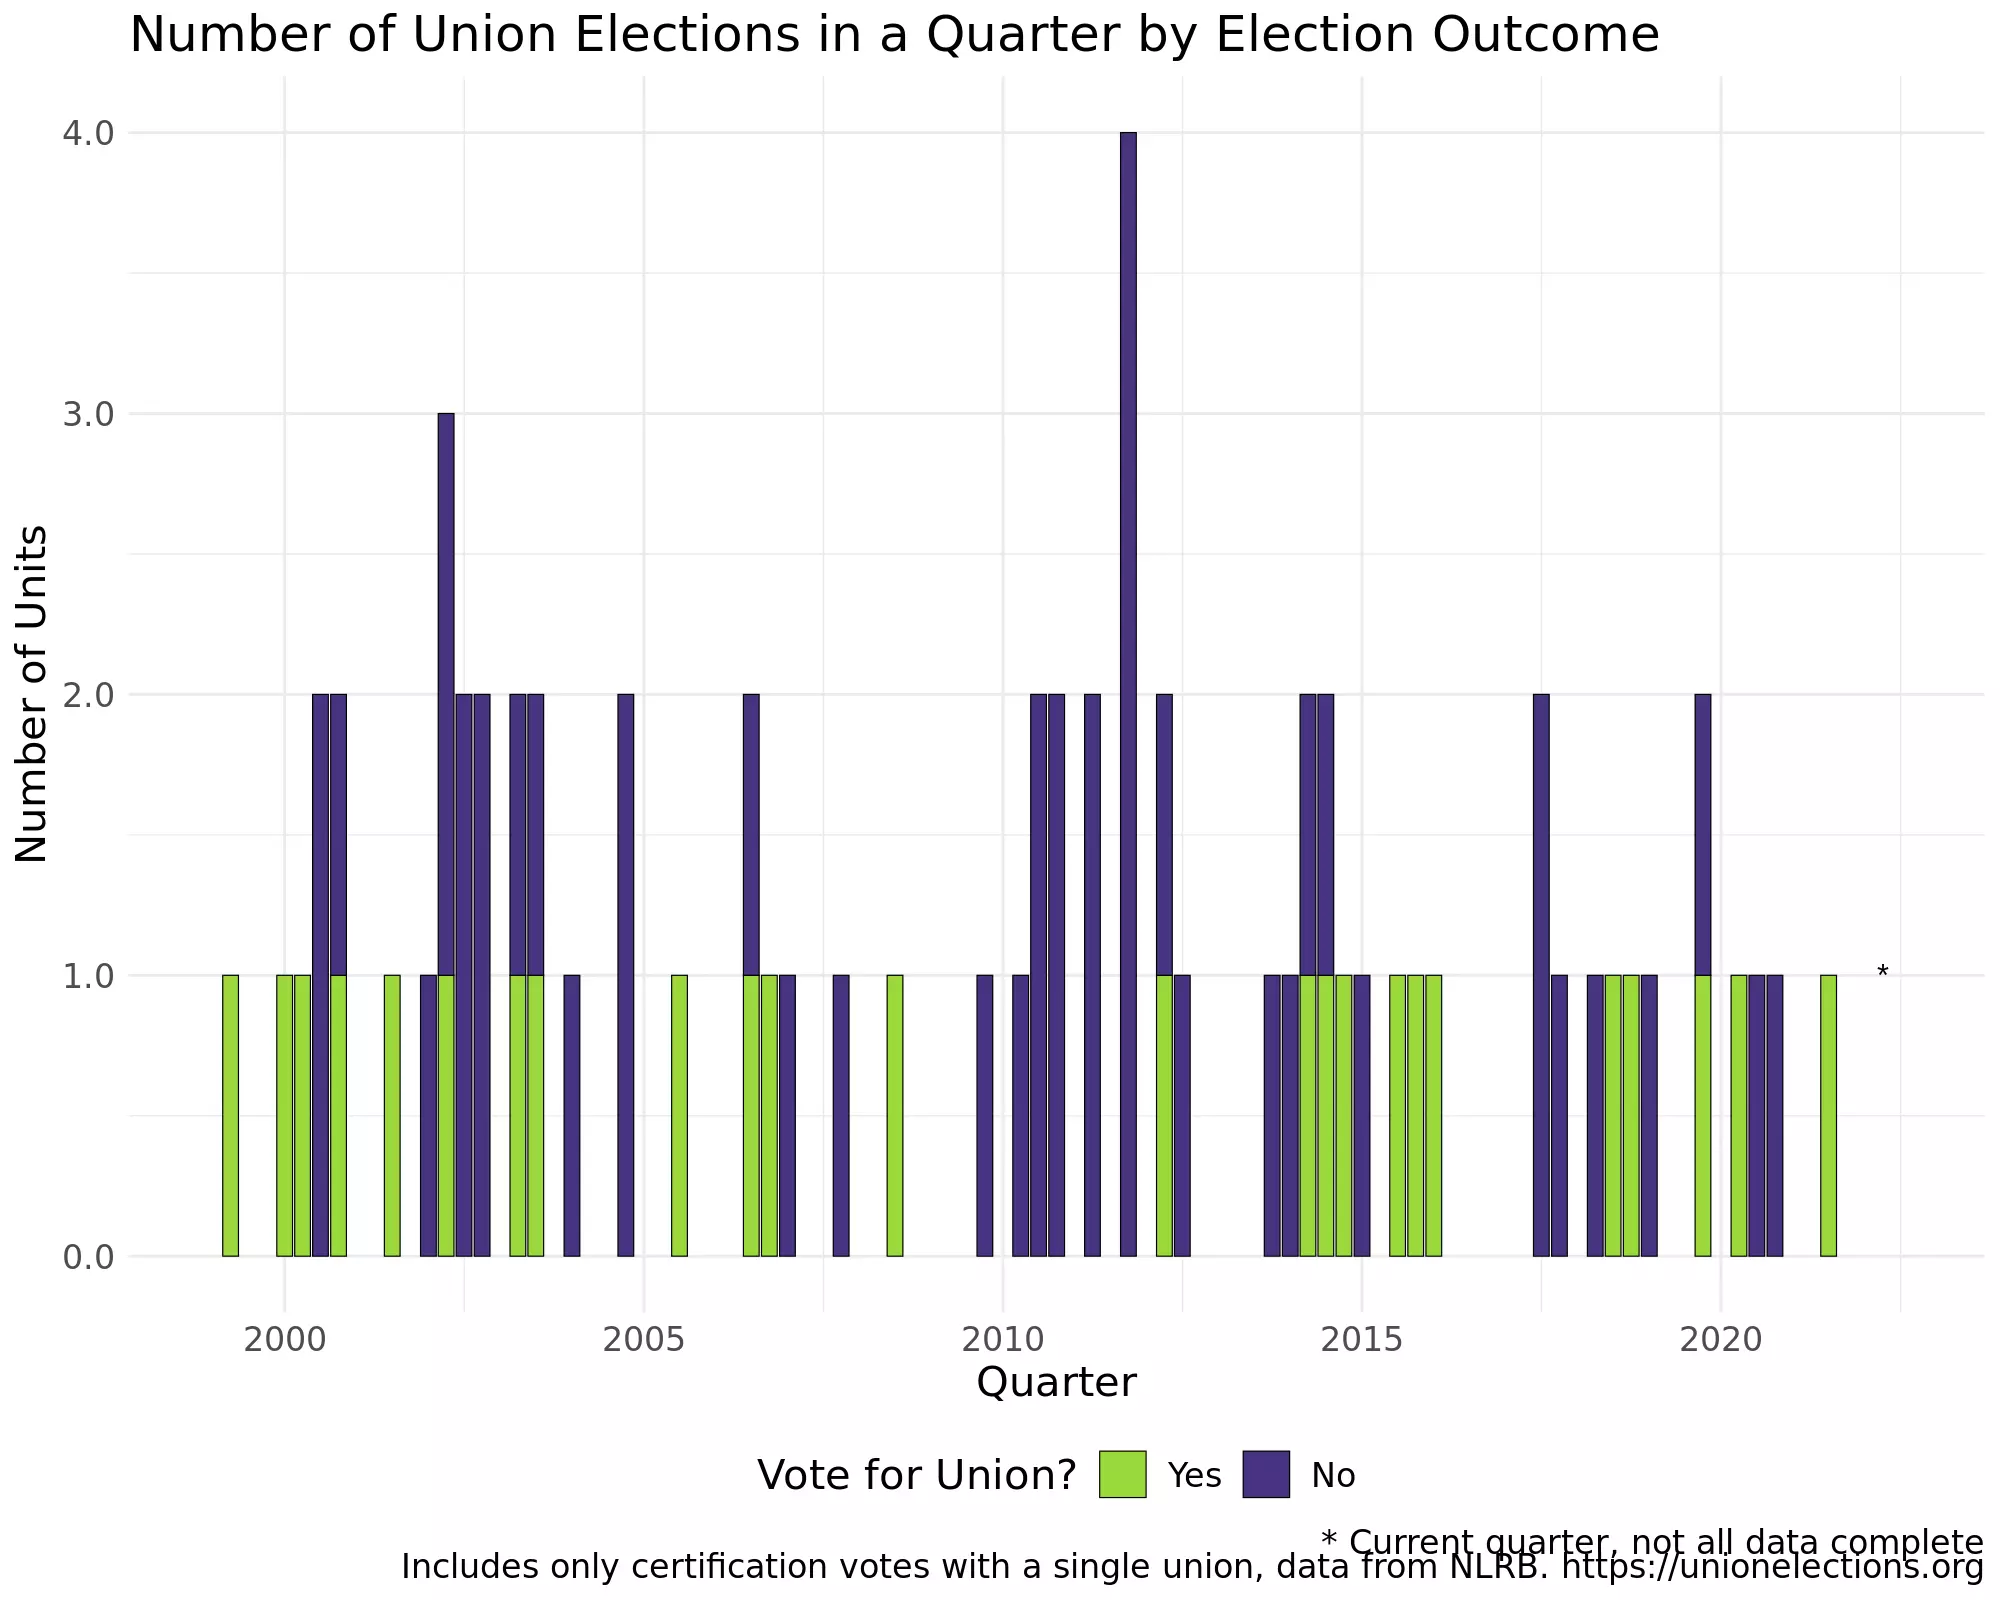 Number of Union Elections in a Quarter by Election Outcome
Number of Units
4.0
3.0
2.0
1.0
0.0
*
2000 2005 2010 2015 2020
Quarter
Vote for Union? Yes No
* Current quarter, not all data complete
Includes only certification votes with a single union, data from NLRB. https://unionelections.org